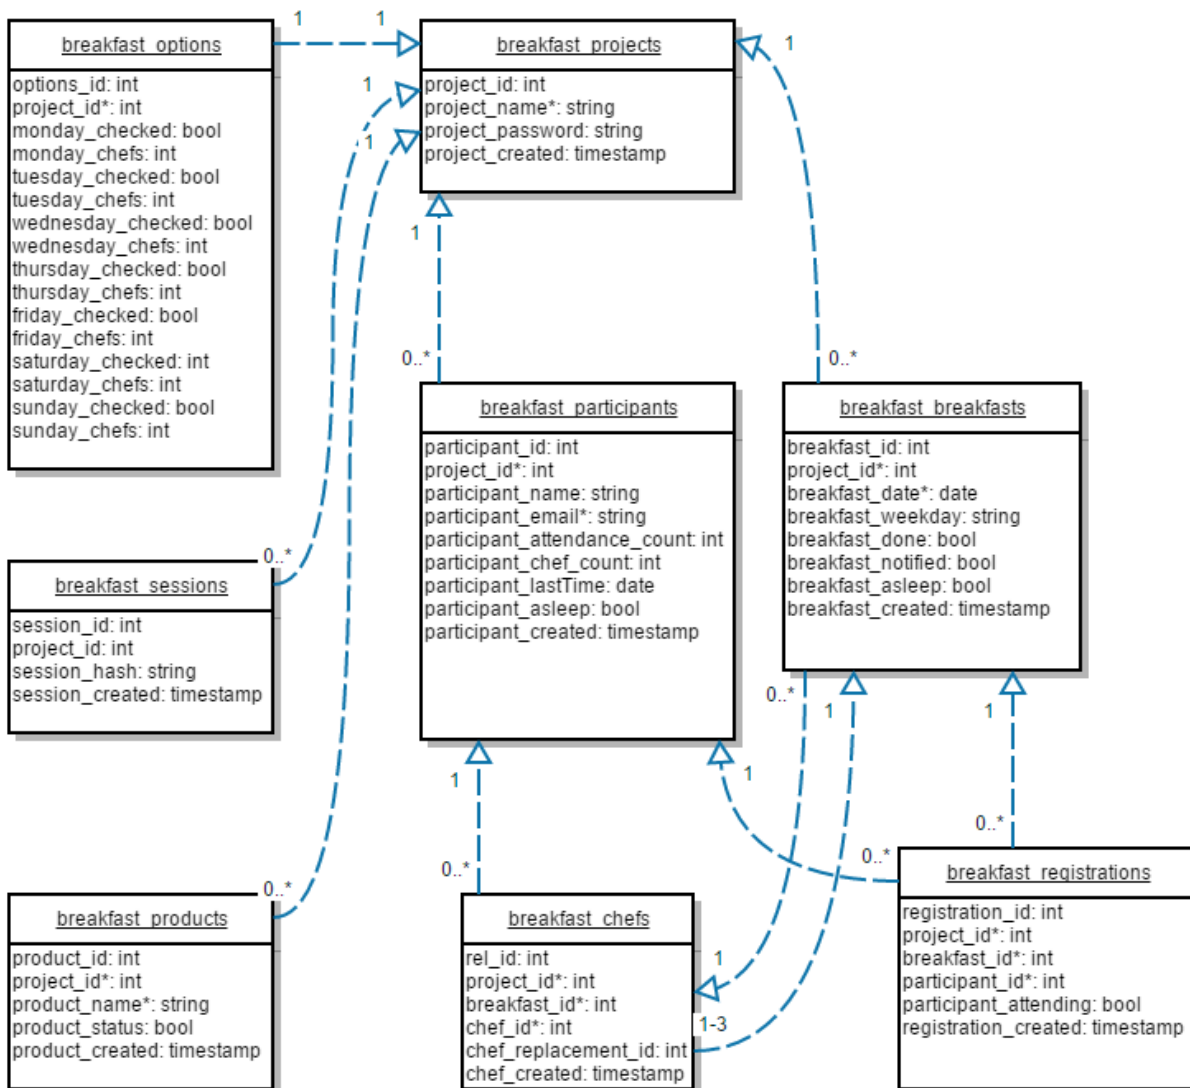 breakfast_options
options_id: int
project_id*: int
monday_checked: bool
monday_chefs: int
tuesday_checked: bool
tuesday_chefs: int
wednesday_checked: bool
wednesday_chefs: int
thursday_checked: bool
thursday_chefs: int
friday_checked: bool
friday_chefs: int
saturday_checked: int
saturday_chefs: int
sunday_checked: bool
sunday_chefs: int
1
1
breakfast_projects
project_id: int
project_name*: string
project_password: string
project_created: timestamp
1
1
1
1
0..*
0..*
breakfast_participants
participant_id: int
project_id*: int
participant_name: string
participant_email*: string
participant_attendance_count: int
participant_chef_count: int
participant_lastTime: date
participant_asleep: bool
participant_created: timestamp
breakfast_breakfasts
breakfast_id: int
project_id*: int
breakfast_date*: date
breakfast_weekday: string
breakfast_done: bool
breakfast_notified: bool
breakfast_asleep: bool
breakfast_created: timestamp
0..*
breakfast_sessions
session_id: int
project_id: int
session_hash: string
session_created: timestamp
0..*
1
1
1
1
0..*
0..*
0..*
0..*
breakfast_products
product_id: int
project_id*: int
product_name*: string
product_status: bool
product_created: timestamp
breakfast_chefs
rel_id: int
project_id*: int
breakfast_id*: int
chef_id*: int
chef_replacement_id: int
chef_created: timestamp
1
1-3
breakfast_registrations
registration_id: int
project_id*: int
breakfast_id*: int
participant_id*: int
participant_attending: bool
registration_created: timestamp